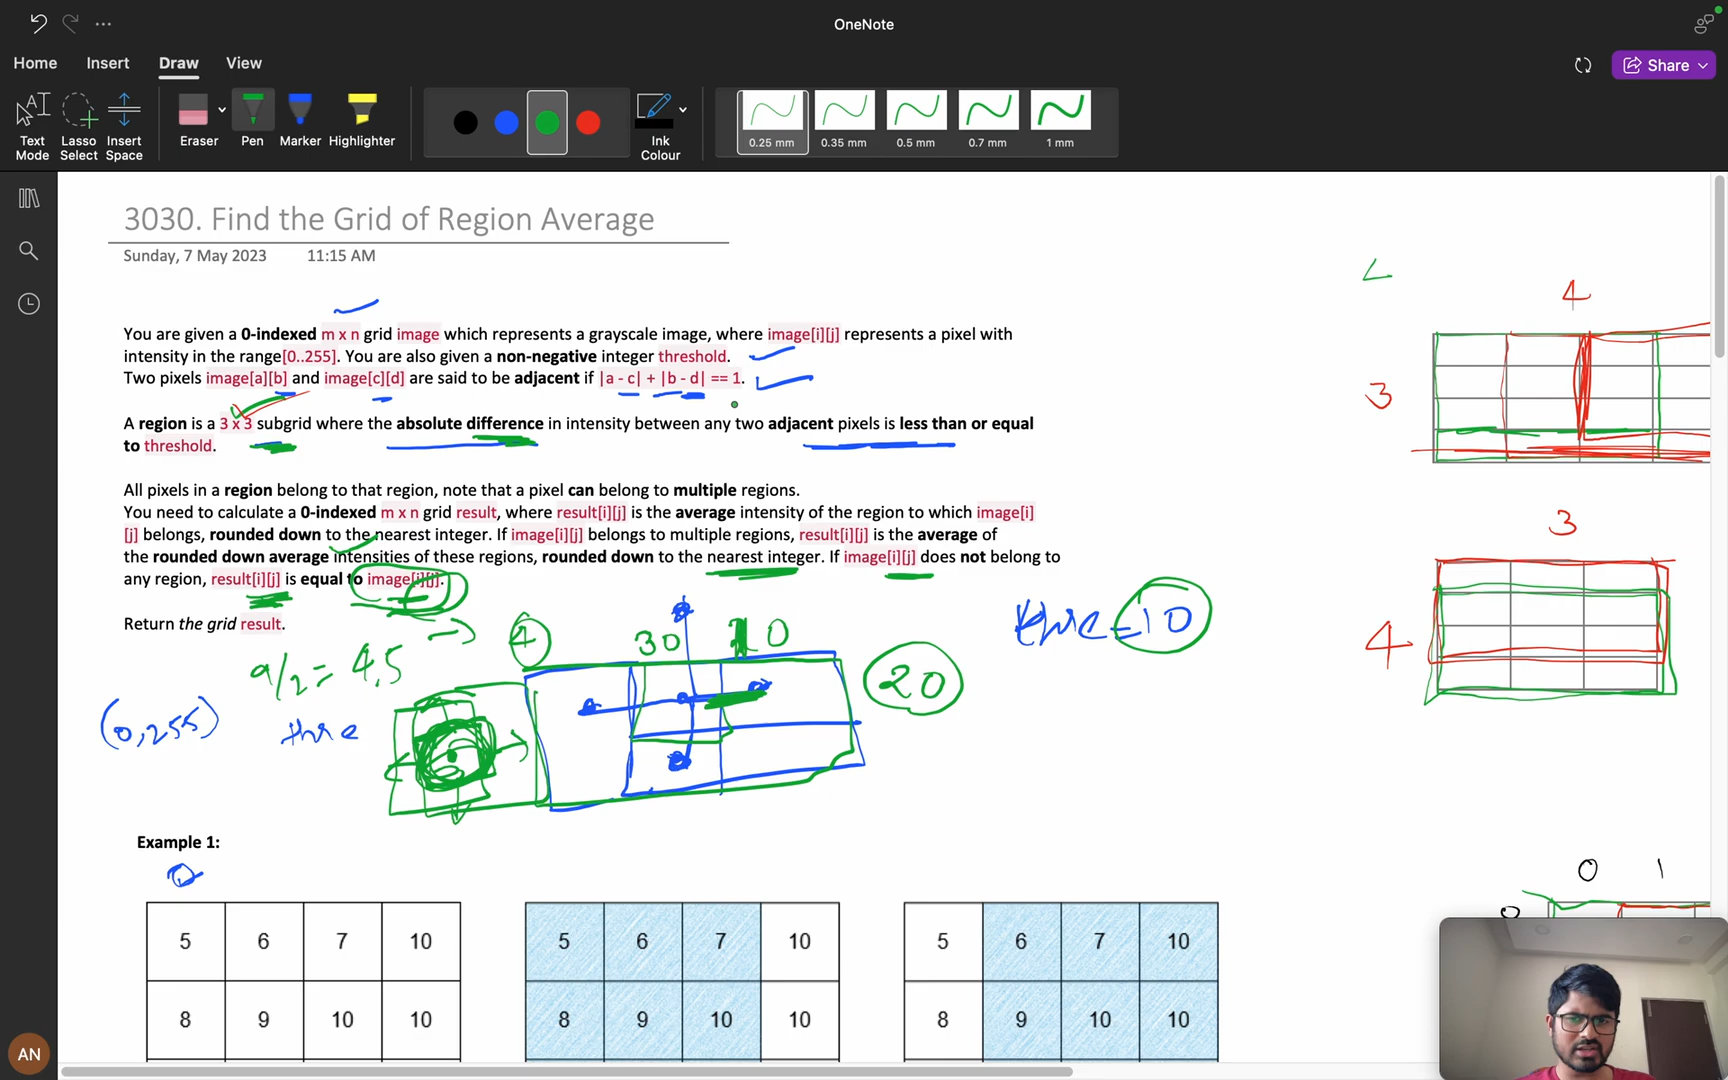 OneNote
Home Insert Draw View
Share
Text Mode
Lasso Select
Insert Space
Eraser
Pen
Marker
Highlighter
Ink Colour
0.25 mm
0.35 mm
0.5 mm
0.7 mm
1 mm
3030. Find the Grid of Region Average
Sunday, 7 May 2023 11:15 AM
You are given a 0-indexed m x n grid image which represents a grayscale image, where image[i][j] represents a pixel with
intensity in the range[0..255]. You are also given a non-negative integer threshold.
Two pixels image[a][b] and image[c][d] are said to be adjacent if |a - c| + |b - d| == 1.
A region is a 3 x 3 subgrid where the absolute difference in intensity between any two adjacent pixels is less than or equal
to threshold.
All pixels in a region belong to that region, note that a pixel can belong to multiple regions.
You need to calculate a 0-indexed m x n grid result, where result[i][j] is the average intensity of the region to which image[i]
[j] belongs, rounded down to the nearest integer. If image[i][j] belongs to multiple regions, result[i][j] is the average of
the rounded down average intensities of these regions, rounded down to the nearest integer. If image[i][j] does not belong to
any region, result[i][j] is equal to image[i][j].
Return the grid result.
9/2 = 4.5
4
30
10
20
thre = 10
(0,255)
thre
4
3
3
4
0 1
0
Example 1:
5 6 7 10
8 9 10 10
5 6 7 10
8 9 10 10
5 6 7 10
8 9 10 10
AN